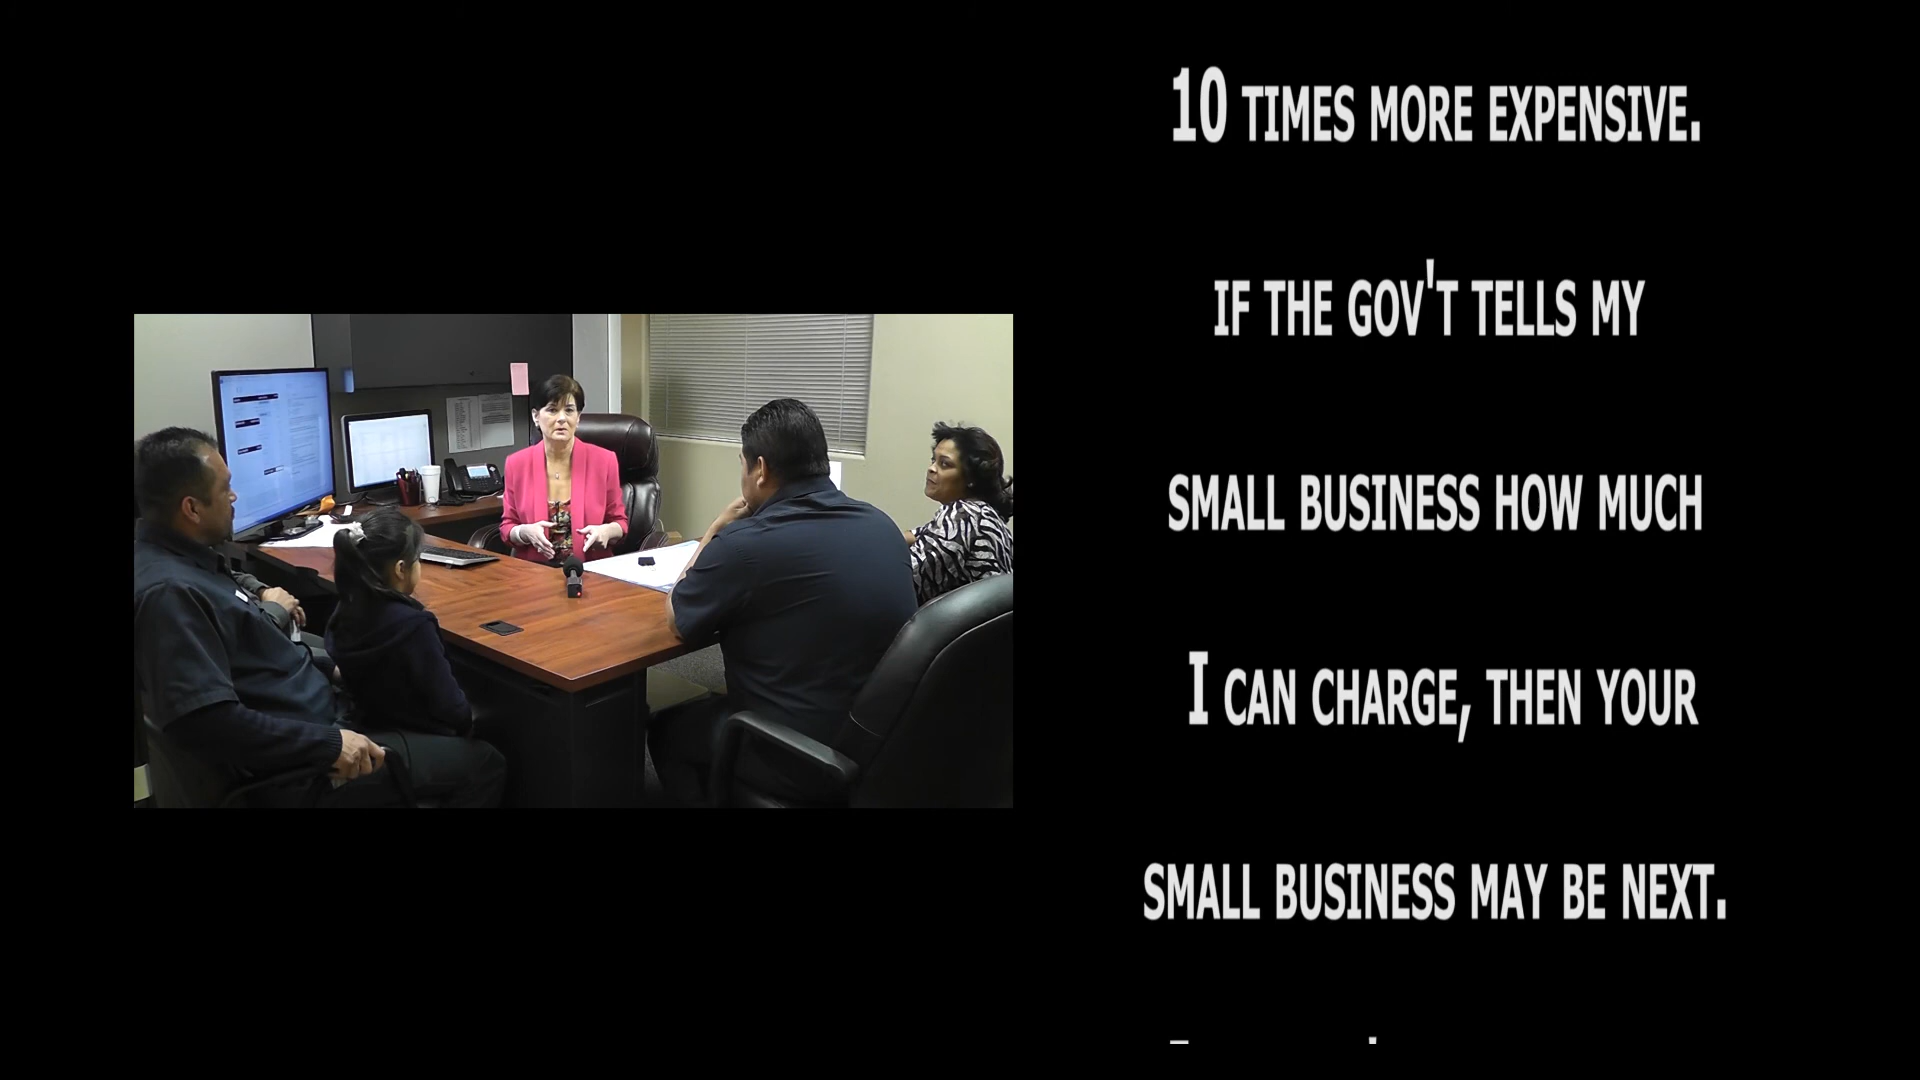 10 TIMES MORE EXPENSIVE.
IF THE GOV'T TELLS MY
SMALL BUSINESS HOW MUCH
I CAN CHARGE, THEN YOUR
SMALL BUSINESS MAY BE NEXT.